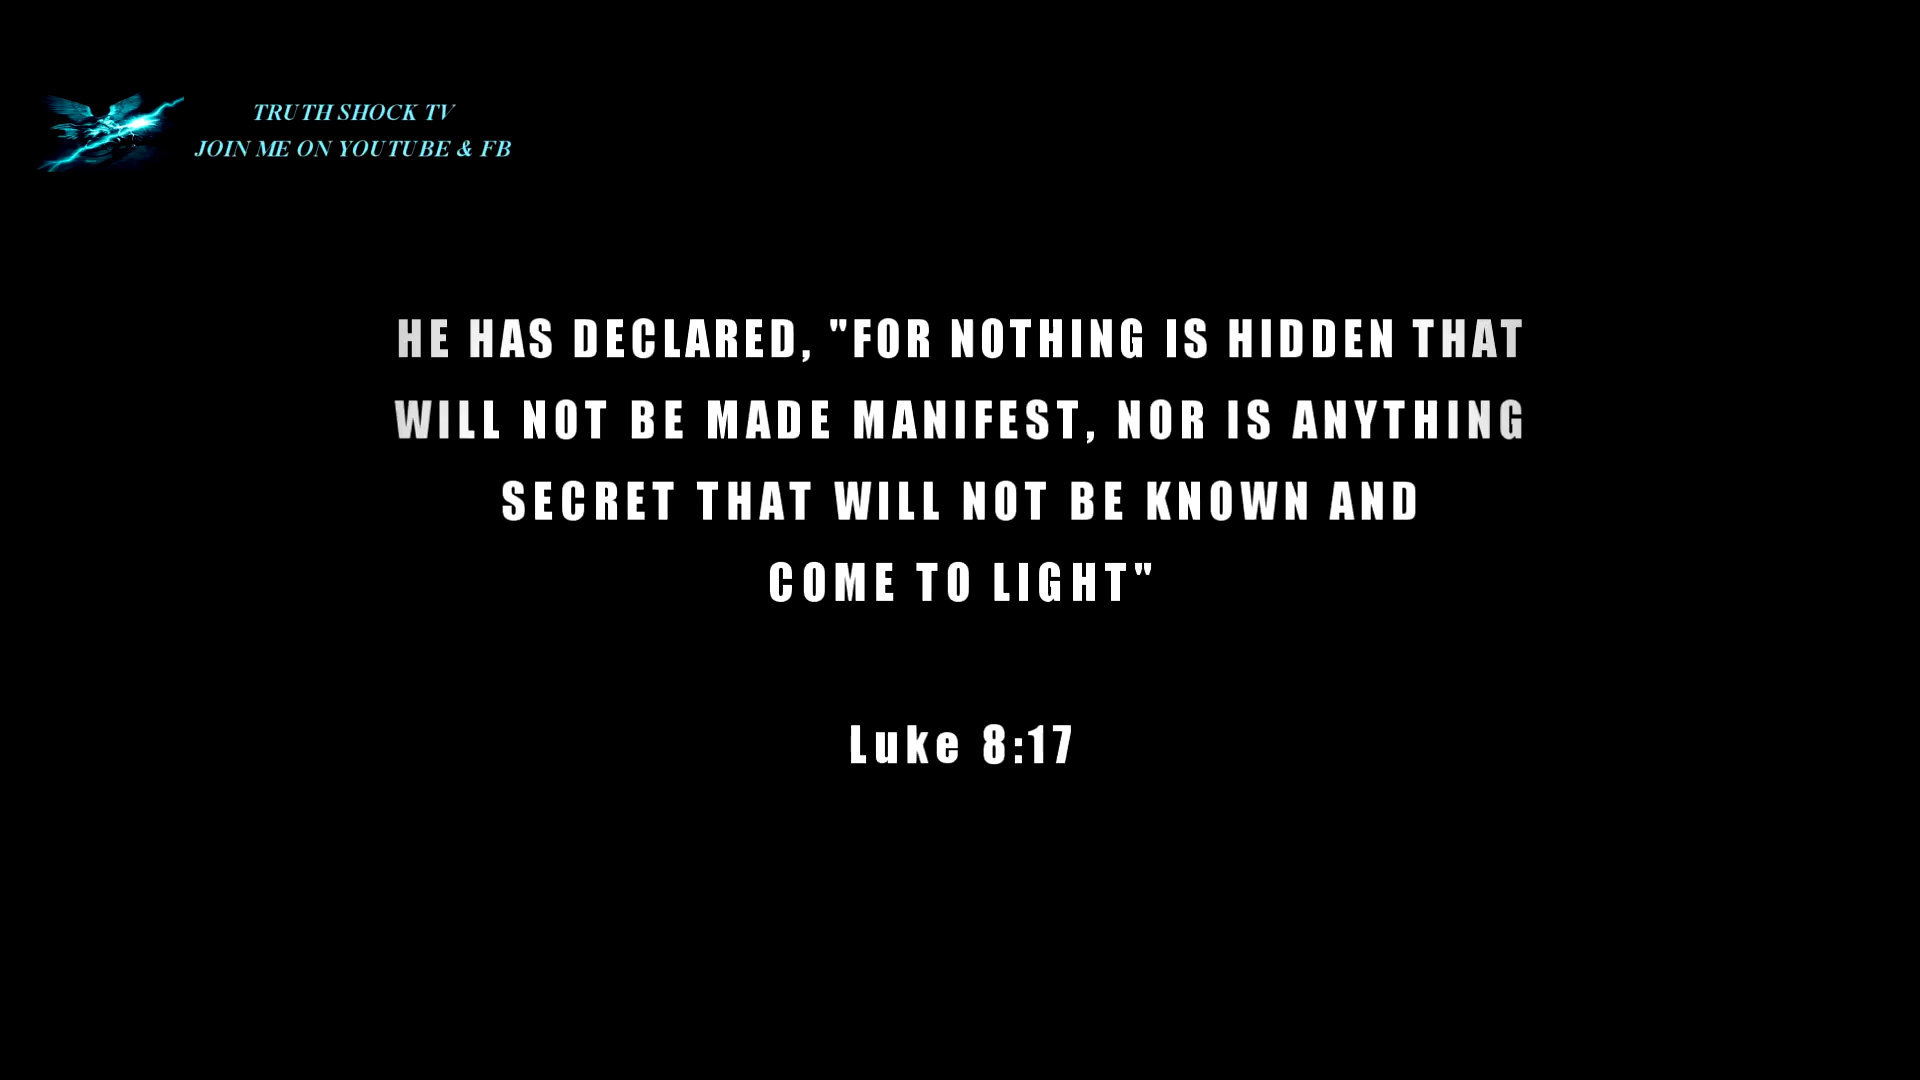 TRUTH SHOCK TV
JOIN ME ON YOUTUBE & FB
HE HAS DECLARED, "FOR NOTHING IS HIDDEN THAT
WILL NOT BE MADE MANIFEST, NOR IS ANYTHING
SECRET THAT WILL NOT BE KNOWN AND
COME TO LIGHT"
Luke 8:17